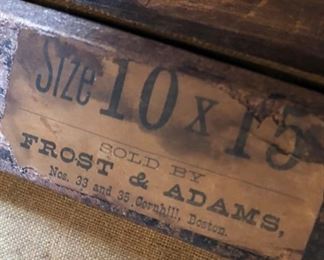 Size 10 x 15
SOLD BY
FROST & ADAMS,
Nos. 33 and 35 Cornhill, Boston.